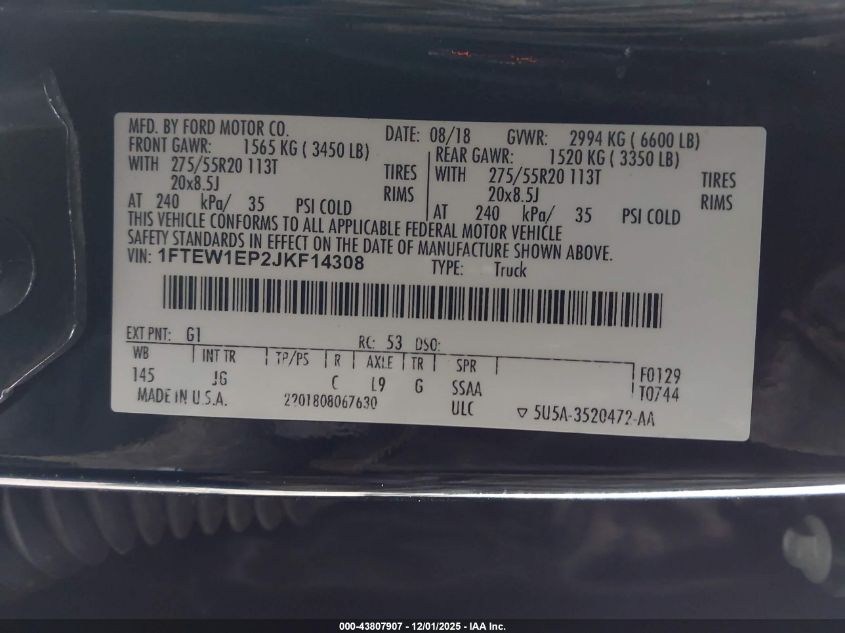 MFD. BY FORD MOTOR CO. DATE: 08/18 GVWR: 2994 KG ( 6600 LB)
FRONT GAWR: 1565 KG ( 3450 LB) REAR GAWR: 1520 KG ( 3350 LB)
WITH 275/55R20 113T TIRES WITH 275/55R20 113T TIRES
20x8.5J RIMS 20x8.5J RIMS
AT 240 kPa/ 35 PSI COLD AT 240 kPa/ 35 PSI COLD
THIS VEHICLE CONFORMS TO ALL APPLICABLE FEDERAL MOTOR VEHICLE
SAFETY STANDARDS IN EFFECT ON THE DATE OF MANUFACTURE SHOWN ABOVE.
VIN: 1FTEW1EP2JKF14308 TYPE: Truck
EXT PNT: G1 RC: 53 DSO:
WB INT TR TP/PS R AXLE TR SPR F0129
145 JG C L9 G SSAA T0744
MADE IN U.S.A. 2201808067630 ULC ▽ 5U5A-3520472-AA
000-43807907 - 12/01/2025 - IAA Inc.